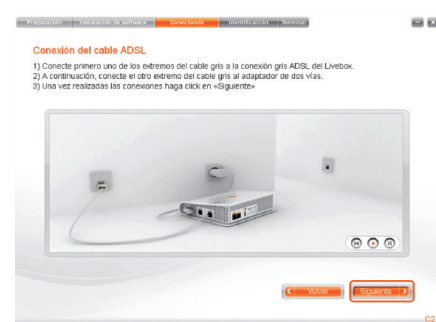 Preparación Instalación de software Conectando Identificación Terminar
Conexión del cable ADSL
1) Conecte primero uno de los extremos del cable gris a la conexión gris ADSL del Livebox.
2) A continuación, conecte el otro extremo del cable gris al adaptador de dos vías.
3) Una vez realizadas las conexiones haga click en «Siguiente»
Volver Siguiente
C2